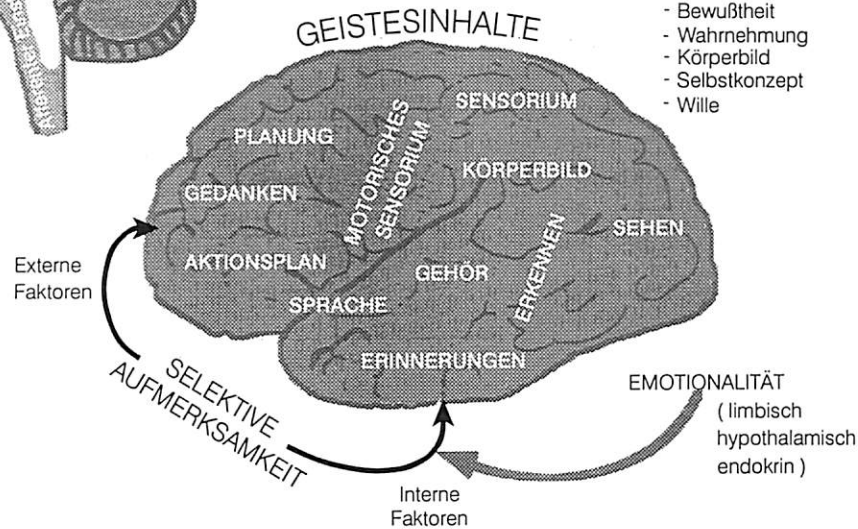 GEISTESINHALTE
- Bewußtheit
- Wahrnehmung
- Körperbild
- Selbstkonzept
- Wille
SENSORIUM
PLANUNG
MOTORISCHES
SENSORIUM
KÖRPERBILD
GEDANKEN
SEHEN
AKTIONSPLAN
GEHÖR
ERKENNEN
SPRACHE
ERINNERUNGEN
Externe
Faktoren
SELEKTIVE
AUFMERKSAMKEIT
EMOTIONALITÄT
( limbisch
hypothalamisch
endokrin )
Interne
Faktoren